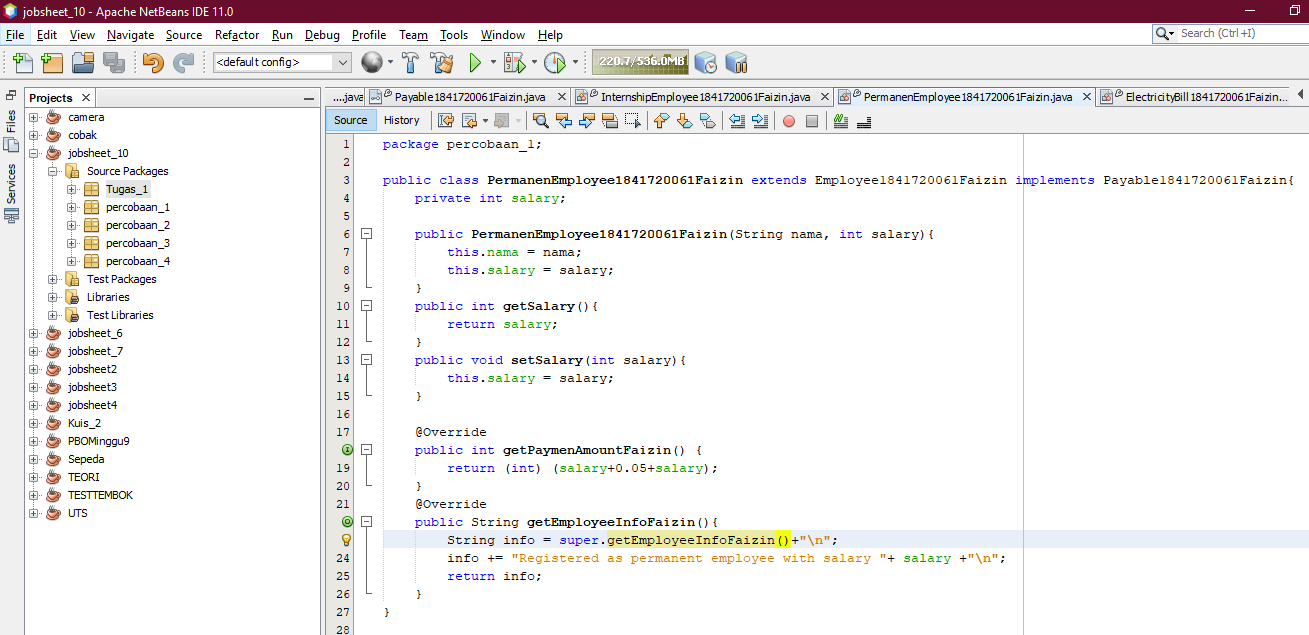 jobsheet_10 - Apache NetBeans IDE 11.0
File Edit View Navigate Source Refactor Run Debug Profile Team Tools Window Help
Search (Ctrl+I)
<default config>
220.7/536.0MB
Files
Services
Projects
camera
cobak
jobsheet_10
Source Packages
Tugas_1
percobaan_1
percobaan_2
percobaan_3
percobaan_4
Test Packages
Libraries
Test Libraries
jobsheet_6
jobsheet_7
jobsheet2
jobsheet3
jobsheet4
Kuis_2
PBOMinggu9
Sepeda
TEORI
TESTTEMBOK
UTS
....java Payable1841720061Faizin.java InternshipEmployee1841720061Faizin.java PermanenEmployee1841720061Faizin.java ElectricityBill1841720061Faizin....
Source History
1 package percobaan_1;
2
3 public class PermanenEmployee1841720061Faizin extends Employee1841720061Faizin implements Payable1841720061Faizin{
4 private int salary;
5
6 public PermanenEmployee1841720061Faizin(String nama, int salary){
7 this.nama = nama;
8 this.salary = salary;
9 }
10 public int getSalary(){
11 return salary;
12 }
13 public void setSalary(int salary){
14 this.salary = salary;
15 }
16
17 @Override
public int getPaymenAmountFaizin() {
19 return (int) (salary+0.05+salary);
20 }
21 @Override
public String getEmployeeInfoFaizin(){
String info = super.getEmployeeInfoFaizin()+"\n";
24 info += "Registered as permanent employee with salary "+ salary +"\n";
25 return info;
26 }
27 }
28